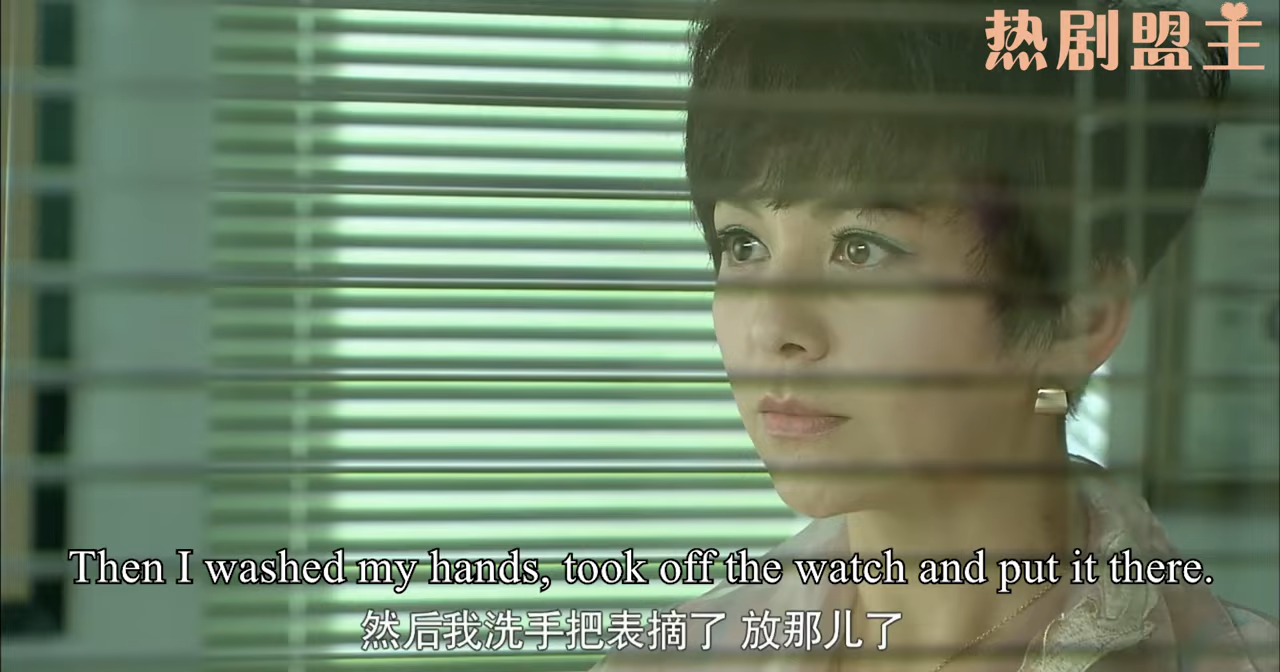 热剧盟主
Then I washed my hands, took off the watch and put it there.
然后我洗手把表摘了 放那儿了